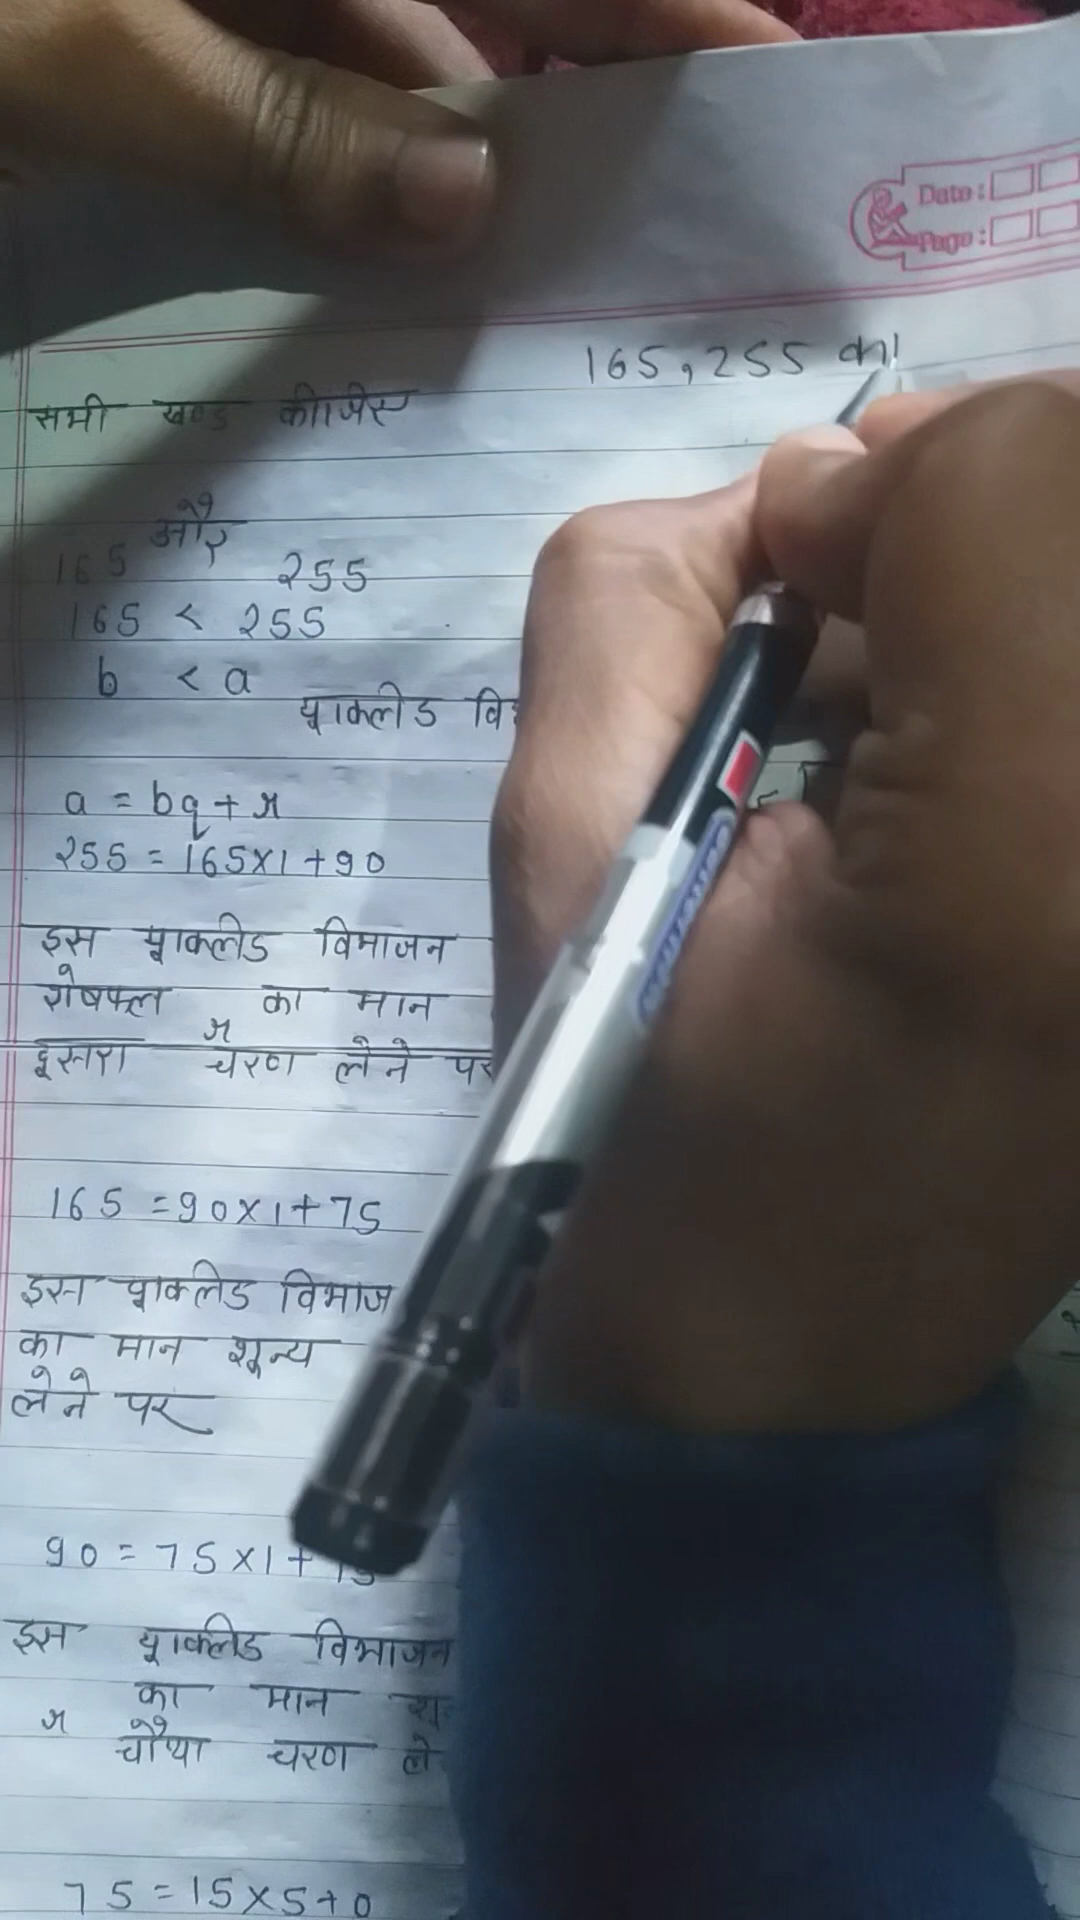 Date :
Page :
165, 255 का
सभी खण्ड कीजिए
165 और 255
165 < 255
b < a
यूक्लीड
a = bq + r
255 = 165×1+90
इस यूक्लीड विभाजन
शेषफल r का मान
दूसरा चरण लेने पर
165 = 90×1+75
इस यूक्लिड
का मान शून्य
लेने पर
90 = 75×1+15
इस यूक्लिड विभाजन
r का मान
चौथा चरण
75 = 15×5+0